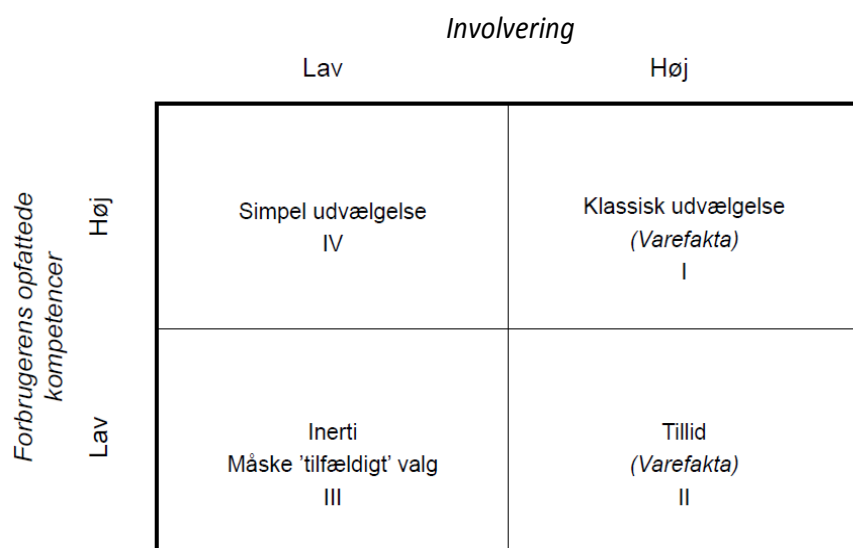 Involvering
Lav Høj
Forbrugerens opfattede
kompetencer
Høj
Simpel udvælgelse
IV
Klassisk udvælgelse
(Varefakta)
I
Lav
Inerti
Måske ’tilfældigt’ valg
III
Tillid
(Varefakta)
II